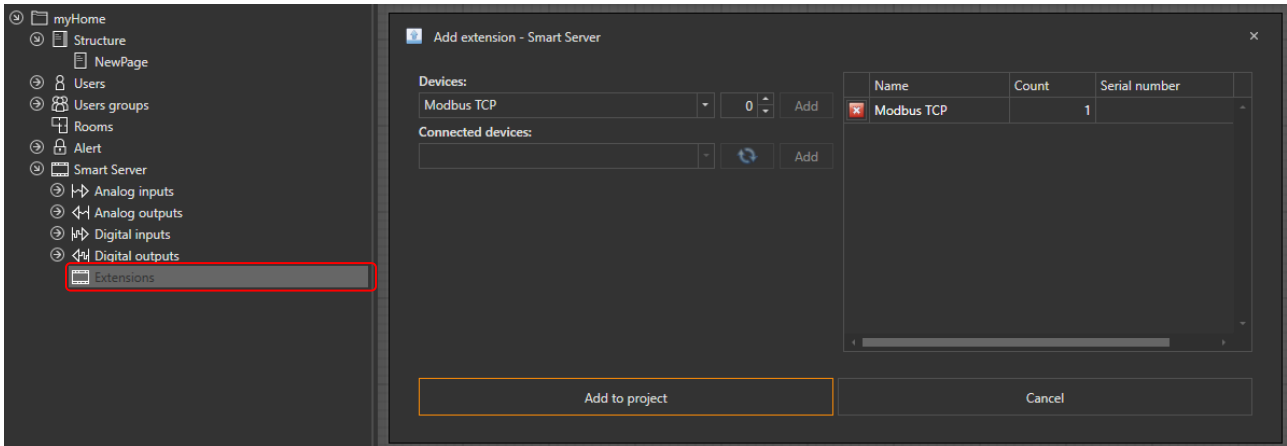 myHome
Structure
NewPage
Users
Users groups
Rooms
Alert
Smart Server
Analog inputs
Analog outputs
Digital inputs
Digital outputs
Extensions
Add extension - Smart Server
Devices:
Modbus TCP 0 Add
Connected devices:
Add
Name Count Serial number
Modbus TCP 1
Add to project Cancel